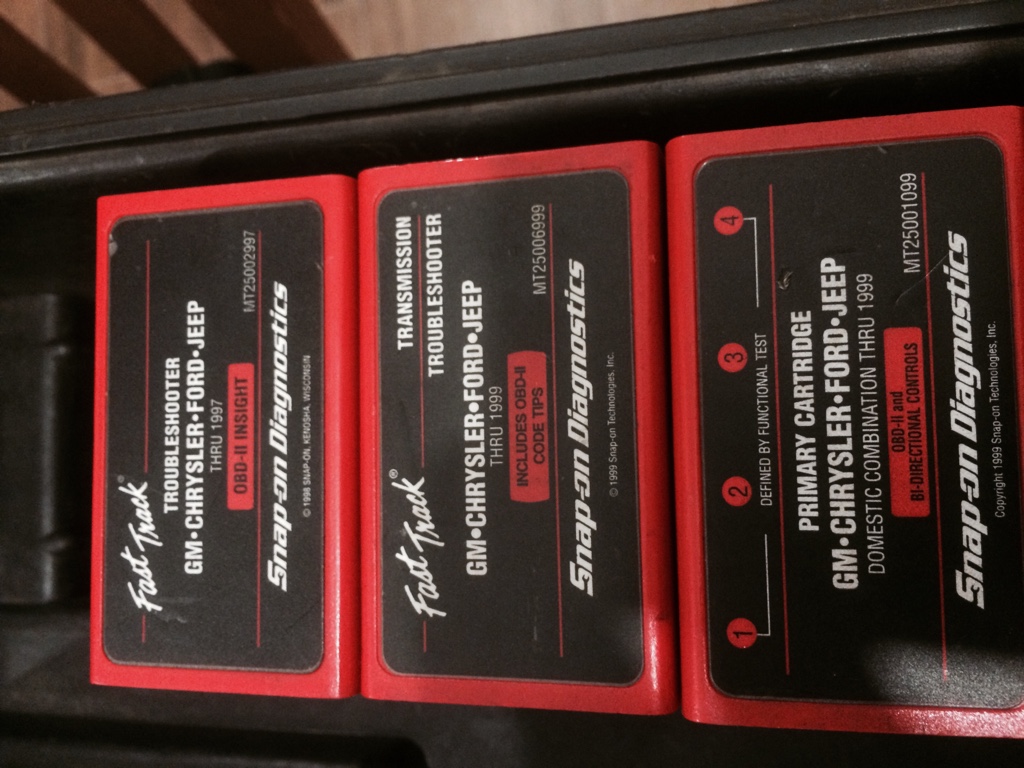 Fast Track®
TROUBLESHOOTER
GM•CHRYSLER•FORD•JEEP
THRU 1997
OBD-II INSIGHT
MT25002997
Snap-on Diagnostics
© 1998 SNAP-ON, KENOSHA, WISCONSIN
Fast Track®
TRANSMISSION
TROUBLESHOOTER
GM•CHRYSLER•FORD•JEEP
THRU 1999
INCLUDES OBD-II
CODE TIPS
MT25006999
Snap-on Diagnostics
© 1999 Snap-on Technologies, Inc.
1 2 3 4
DEFINED BY FUNCTIONAL TEST
PRIMARY CARTRIDGE
GM•CHRYSLER•FORD•JEEP
DOMESTIC COMBINATION THRU 1999
OBD-II and
BI-DIRECTIONAL CONTROLS
MT25001099
Snap-on Diagnostics
Copyright 1999 Snap-on Technologies, Inc.